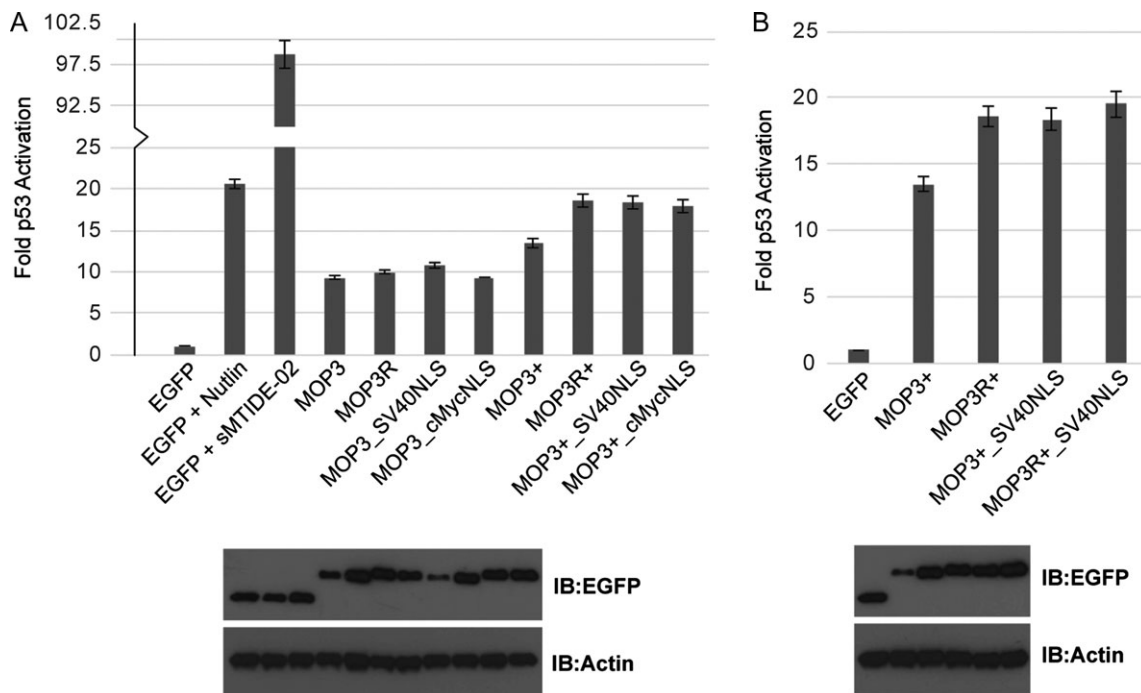 A
Fold p53 Activation
102.5
97.5
92.5
25
20
15
10
5
0
EGFP
EGFP + Nutlin
EGFP + sMTIDE-02
MOP3
MOP3R
MOP3_SV40NLS
MOP3_cMycNLS
MOP3+
MOP3R+
MOP3+_SV40NLS
MOP3+_cMycNLS
IB:EGFP
IB:Actin
B
Fold p53 Activation
25
20
15
10
5
0
EGFP
MOP3+
MOP3R+
MOP3+_SV40NLS
MOP3R+_SV40NLS
IB:EGFP
IB:Actin